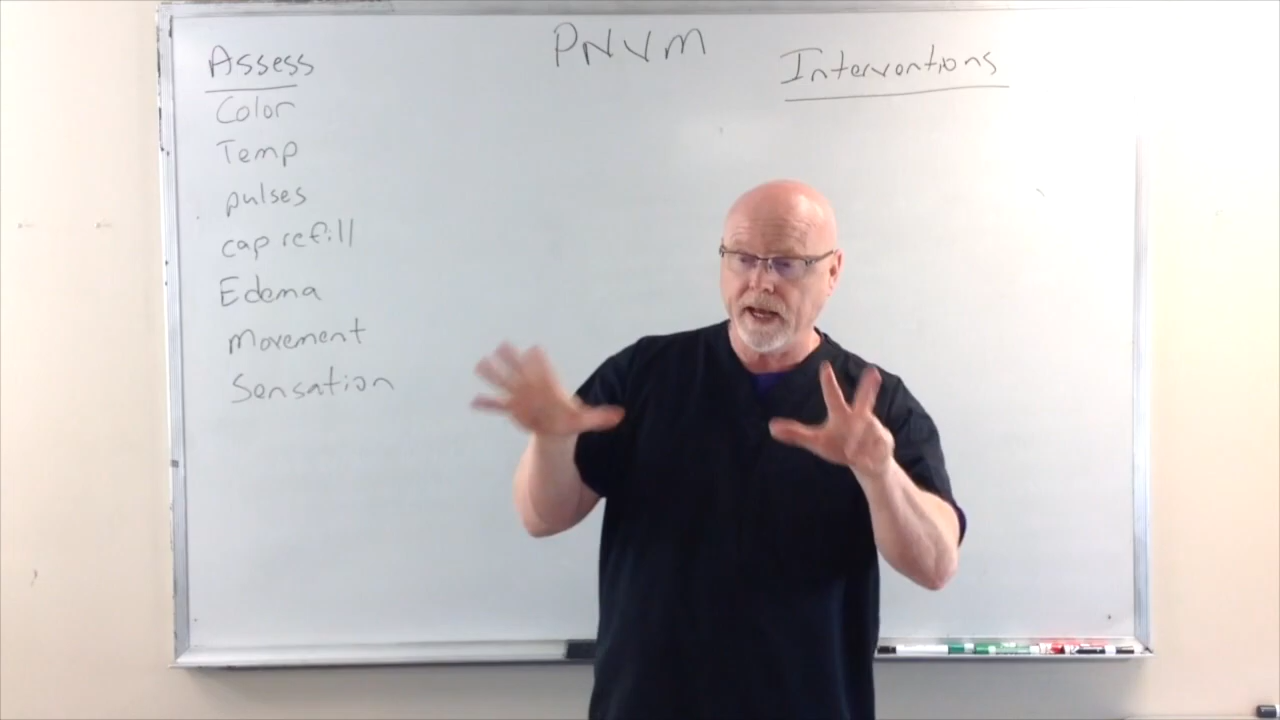 PNVM
Assess
Interventions
Color
Temp
pulses
cap refill
Edema
Movement
Sensation